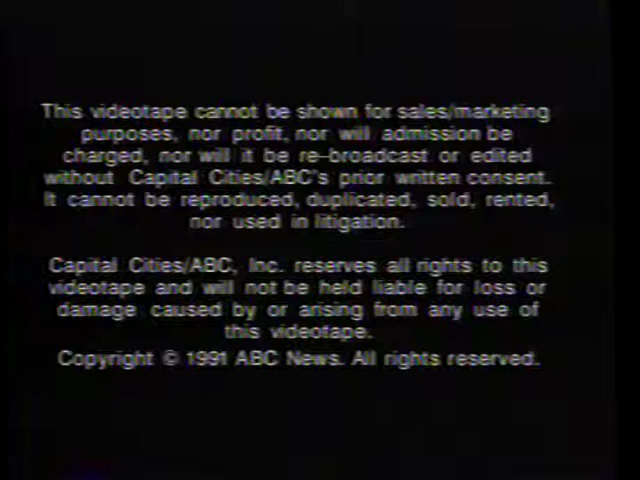 This videotape cannot be shown for sales/marketing
purposes, nor profit, nor will admission be
charged, nor will it be re-broadcast or edited
without Capital Cities/ABC's prior written consent.
It cannot be reproduced, duplicated, sold, rented,
nor used in litigation.
Capital Cities/ABC, Inc. reserves all rights to this
videotape and will not be held liable for loss or
damage caused by or arising from any use of
this videotape.
Copyright © 1991 ABC News. All rights reserved.